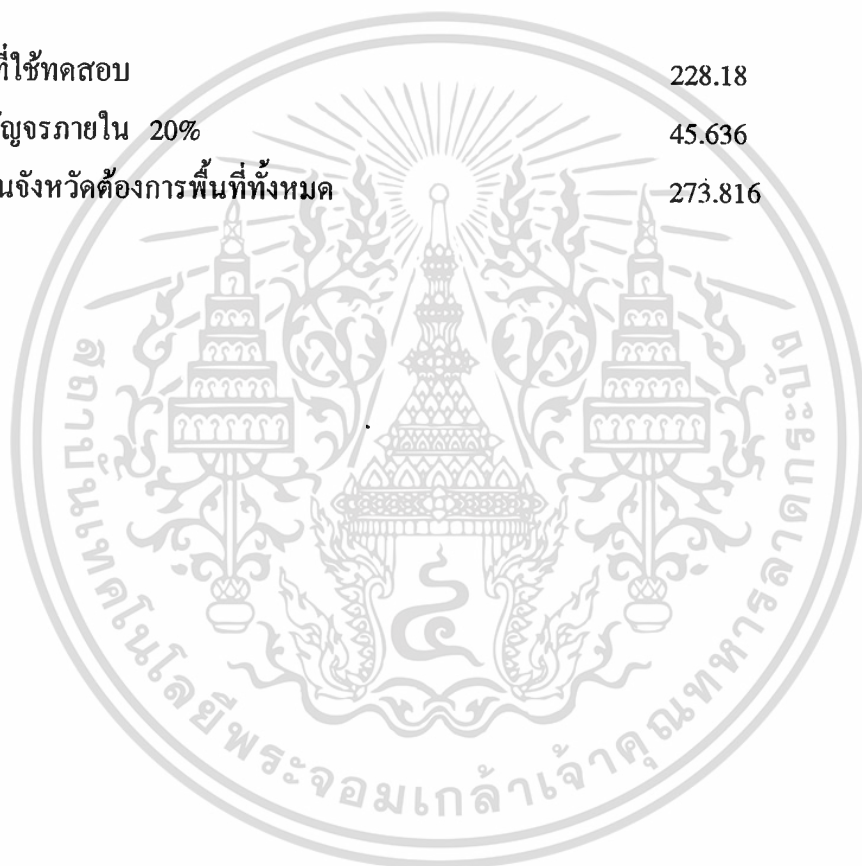 ที่ใช้ทดสอบ 228.18
ัญจรภายใน 20% 45.636
นจังหวัดต้องการพื้นที่ทั้งหมด 273.816
สถาบันเทคโนโลยีพระจอมเกล้าเจ้าคุณทหารลาดกระบัง